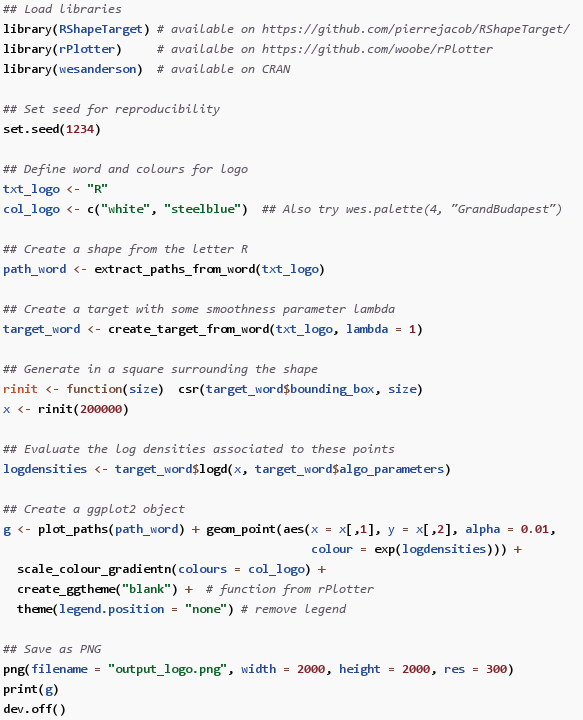 ## Load libraries
library(RShapeTarget) # available on https://github.com/pierrejacob/RShapeTarget/
library(rPlotter)     # availalbe on https://github.com/woobe/rPlotter
library(wesanderson)  # available on CRAN

## Set seed for reproducibility
set.seed(1234)

## Define word and colours for logo
txt_logo <- "R"
col_logo <- c("white", "steelblue")  ## Also try wes.palette(4, ”GrandBudapest”)

## Create a shape from the letter R
path_word <- extract_paths_from_word(txt_logo)

## Create a target with some smoothness parameter lambda
target_word <- create_target_from_word(txt_logo, lambda = 1)

## Generate in a square surrounding the shape
rinit <- function(size)  csr(target_word$bounding_box, size)
x <- rinit(200000)

## Evaluate the log densities associated to these points
logdensities <- target_word$logd(x, target_word$algo_parameters)

## Create a ggplot2 object
g <- plot_paths(path_word) + geom_point(aes(x = x[,1], y = x[,2], alpha = 0.01,
                                          colour = exp(logdensities))) +
  scale_colour_gradientn(colours = col_logo) +
  create_ggtheme("blank") +  # function from rPlotter
  theme(legend.position = "none") # remove legend

## Save as PNG
png(filename = "output_logo.png", width = 2000, height = 2000, res = 300)
print(g)
dev.off()